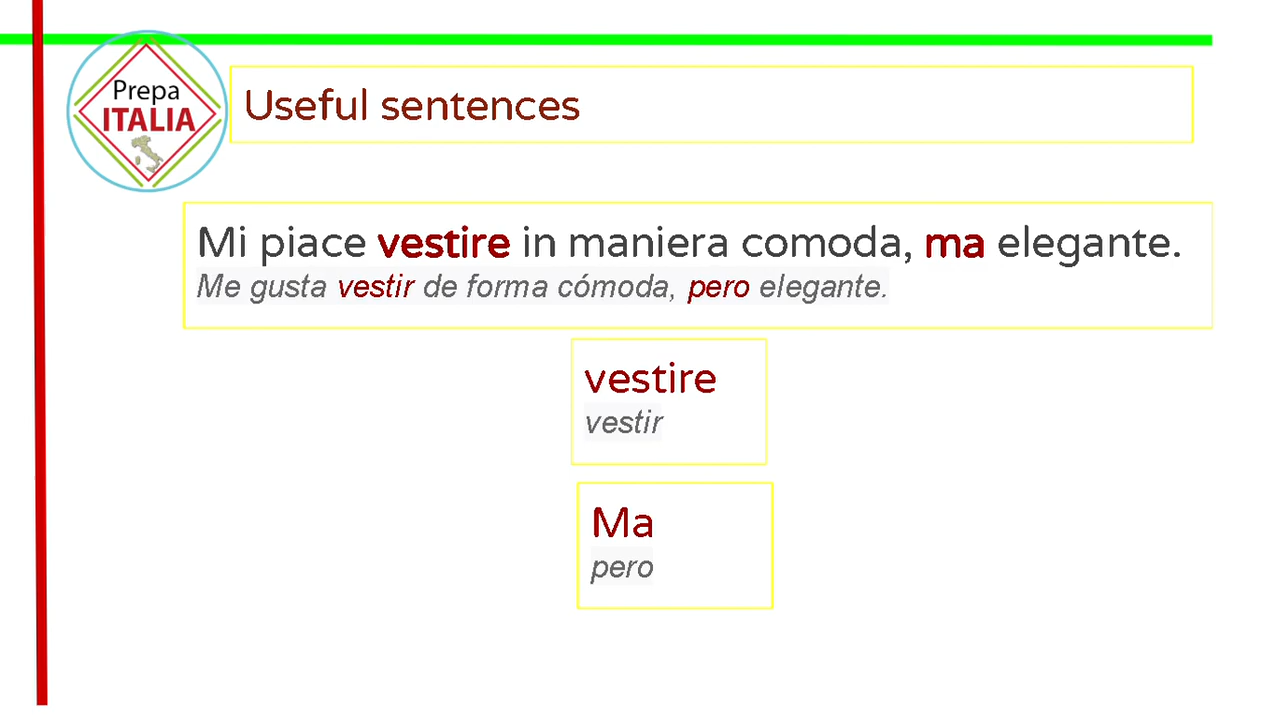 Prepa
ITALIA
Useful sentences
Mi piace vestire in maniera comoda, ma elegante.
Me gusta vestir de forma cómoda, pero elegante.
vestire
vestir
Ma
pero